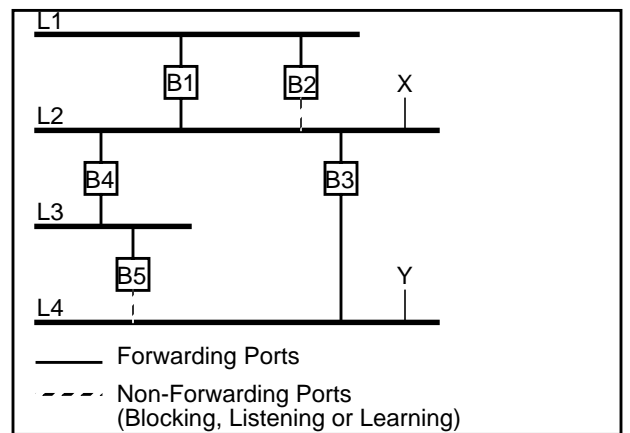 L1
B1 B2 X
L2
B4 B3
L3
B5 Y
L4
Forwarding Ports
Non-Forwarding Ports
(Blocking, Listening or Learning)